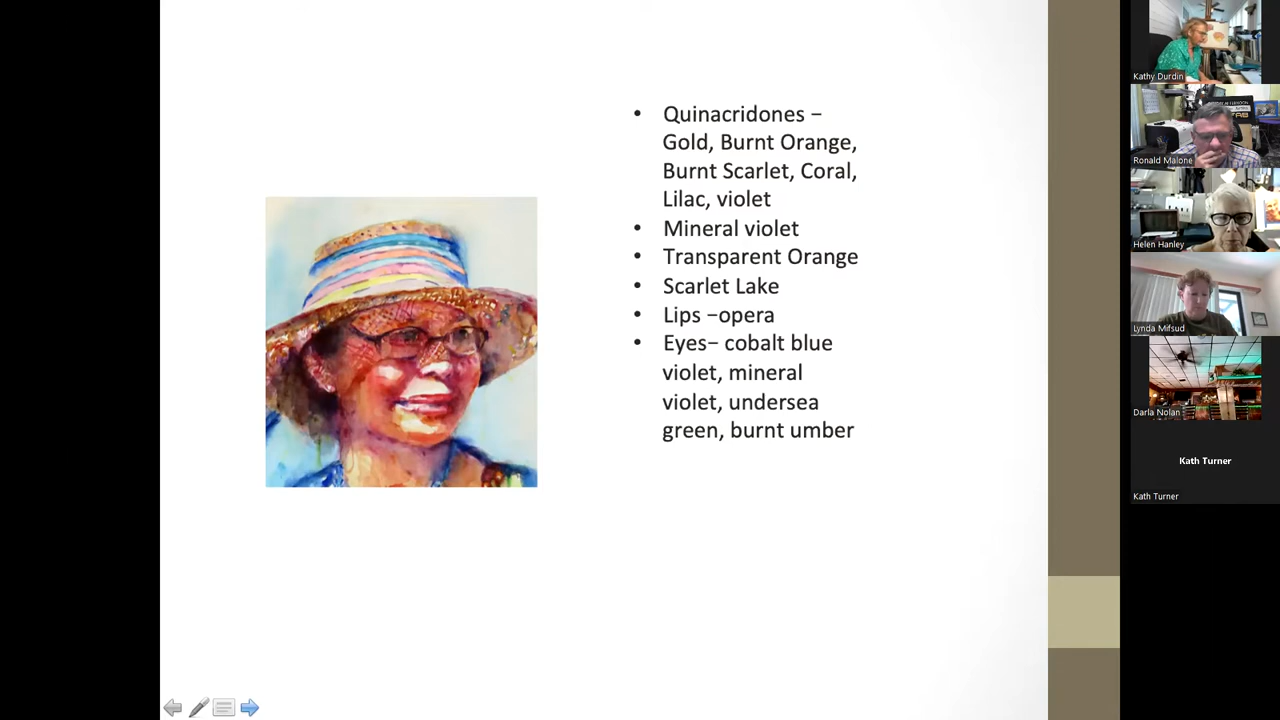 • Quinacridones –
Gold, Burnt Orange,
Burnt Scarlet, Coral,
Lilac, violet
• Mineral violet
• Transparent Orange
• Scarlet Lake
• Lips –opera
• Eyes– cobalt blue
violet, mineral
violet, undersea
green, burnt umber
Kathy Durdin
Ronald Malone
Helen Hanley
Lynda Mifsud
Darla Nolan
Kath Turner
Kath Turner